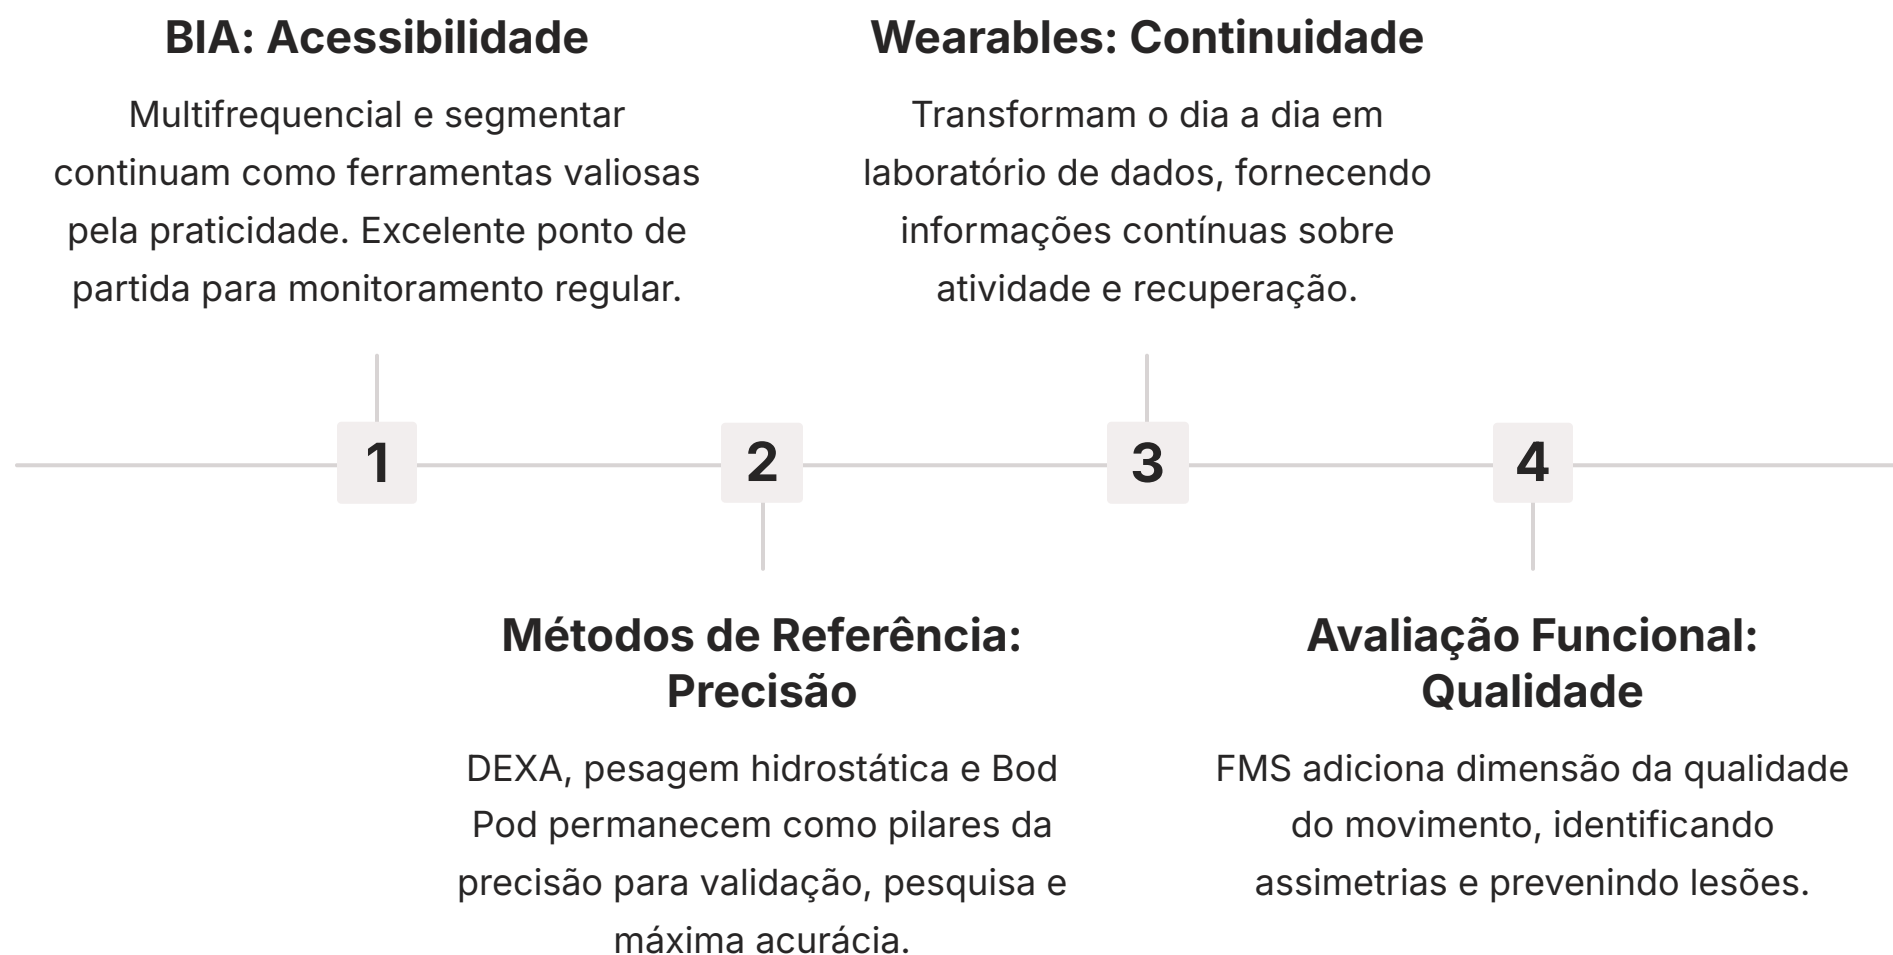 BIA: Acessibilidade
Multifrequencial e segmentar
continuam como ferramentas valiosas
pela praticidade. Excelente ponto de
partida para monitoramento regular.
1
2
Métodos de Referência:
Precisão
DEXA, pesagem hidrostática e Bod
Pod permanecem como pilares da
precisão para validação, pesquisa e
máxima acurácia.
Wearables: Continuidade
Transformam o dia a dia em
laboratório de dados, fornecendo
informações contínuas sobre
atividade e recuperação.
3
4
Avaliação Funcional:
Qualidade
FMS adiciona dimensão da qualidade
do movimento, identificando
assimetrias e prevenindo lesões.